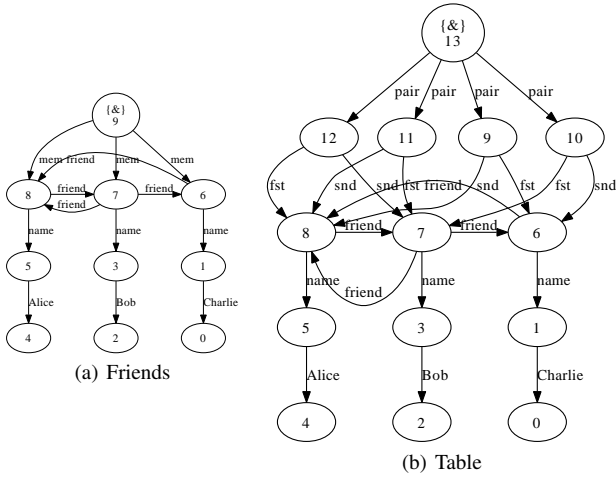 {&}
13
pair
pair
pair
pair
12
11
9
10
fst
snd
snd
fst
friend
snd
fst
fst
snd
8
friend
7
friend
6
name
friend
name
name
5
3
1
Alice
Bob
Charlie
4
2
0
(b) Table
{&}
9
mem
friend
mem
mem
8
friend
7
friend
6
friend
name
name
name
5
3
1
Alice
Bob
Charlie
4
2
0
(a) Friends